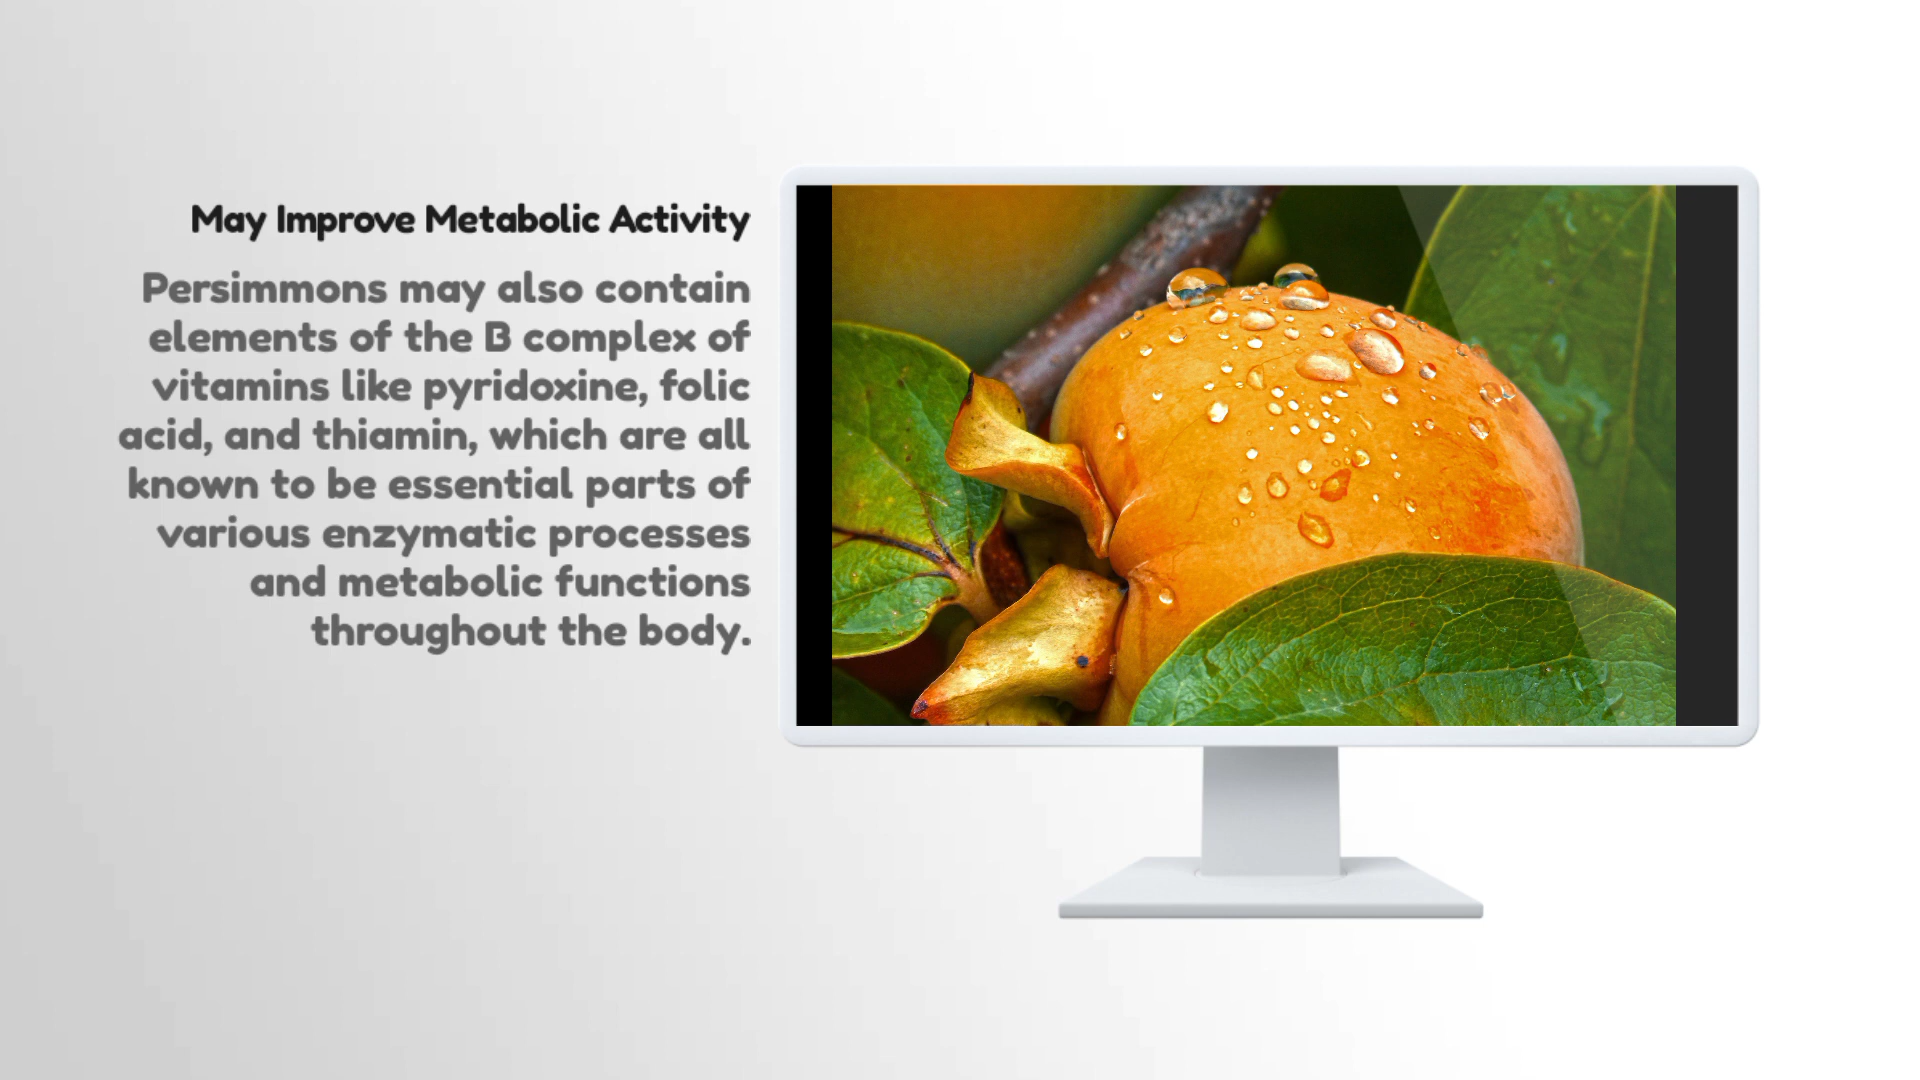 May Improve Metabolic Activity
Persimmons may also contain
elements of the B complex of
vitamins like pyridoxine, folic
acid, and thiamin, which are all
known to be essential parts of
various enzymatic processes
and metabolic functions
throughout the body.